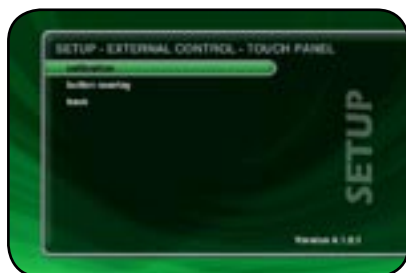 SETUP - EXTERNAL CONTROL - TOUCH PANEL
calibration
button overlay
back
SETUP